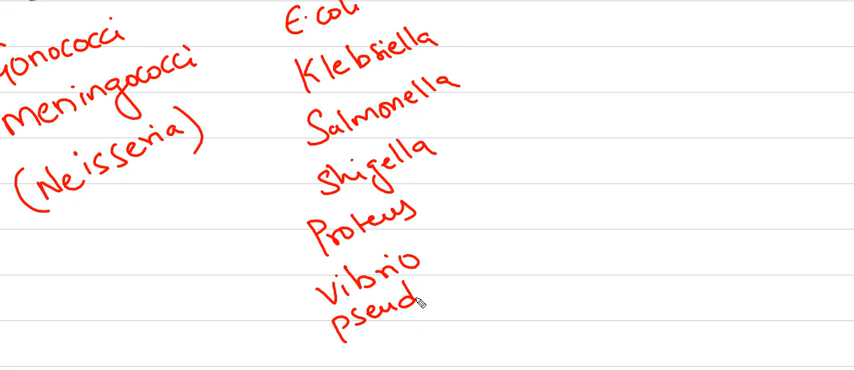 Gonococci
Meningococci
(Neisseria)
E.coli
Klebsiella
Salmonella
Shigella
Proteus
Vibrio
pseud